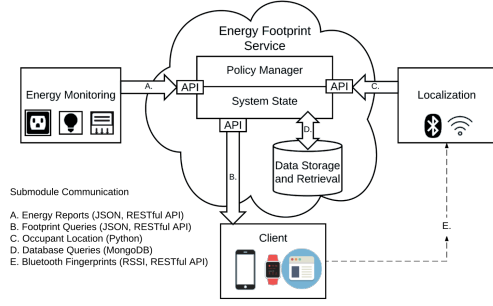 Energy Footprint
Service
Policy Manager
System State
Energy Monitoring
A.
API
API
C.
Localization
API
D.
Data Storage
and Retrieval
B.
Submodule Communication
A. Energy Reports (JSON, RESTful API)
B. Footprint Queries (JSON, RESTful API)
C. Occupant Location (Python)
D. Database Queries (MongoDB)
E. Bluetooth Fingerprints (RSSI, RESTful API)
Client
E.